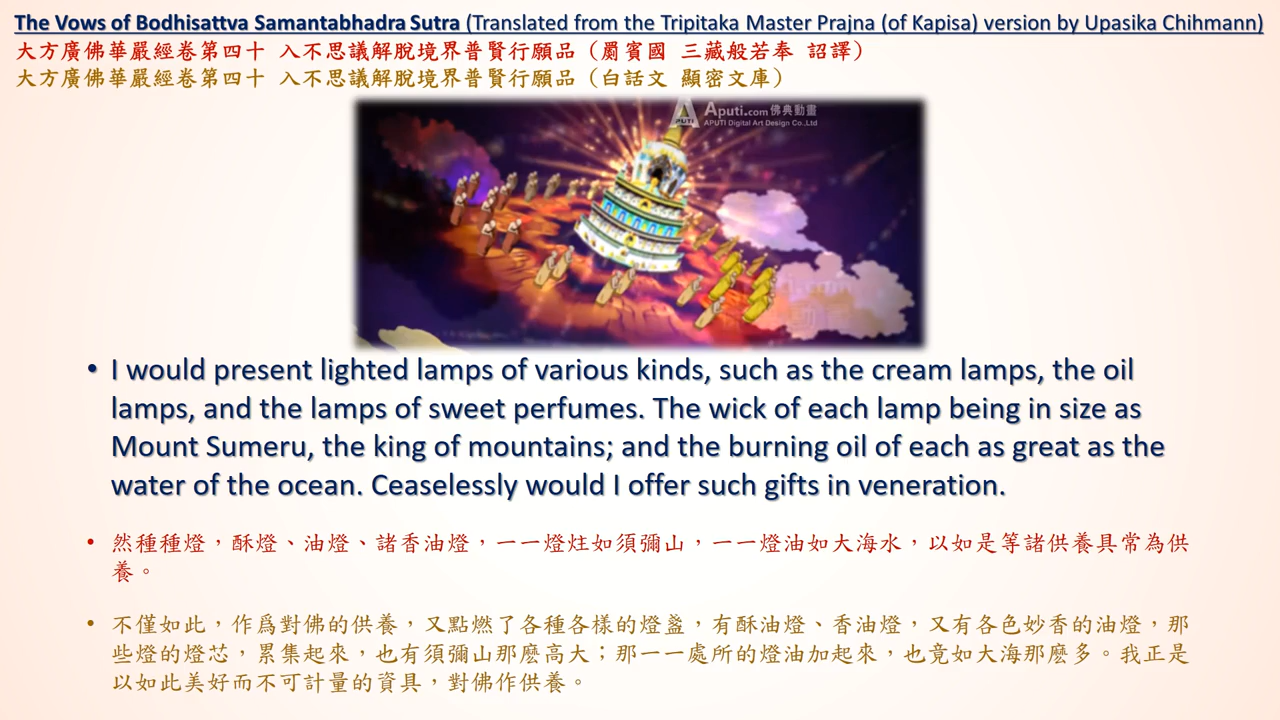 The Vows of Bodhisattva Samantabhadra Sutra (Translated from the Tripitaka Master Prajna (of Kapisa) version by Upasika Chihmann)
大方廣佛華嚴經卷第四十 入不思議解脫境界普賢行願品（罽賓國 三藏般若奉 詔譯）
大方廣佛華嚴經卷第四十 入不思議解脫境界普賢行願品（白話文 顯密文庫）
Aputi.com 佛典動畫
APUTI
APUTI Digital Art Design Co.,Ltd
• I would present lighted lamps of various kinds, such as the cream lamps, the oil
lamps, and the lamps of sweet perfumes. The wick of each lamp being in size as
Mount Sumeru, the king of mountains; and the burning oil of each as great as the
water of the ocean. Ceaselessly would I offer such gifts in veneration.
• 然種種燈，酥燈、油燈、諸香油燈，一一燈炷如須彌山，一一燈油如大海水，以如是等諸供養具常為供
養。
• 不僅如此，作爲對佛的供養，又點燃了各種各樣的燈盞，有酥油燈、香油燈，又有各色妙香的油燈，那
些燈的燈芯，累集起來，也有須彌山那麽高大；那一一處所的燈油加起來，也竟如大海那麽多。我正是
以如此美好而不可計量的資具，對佛作供養。